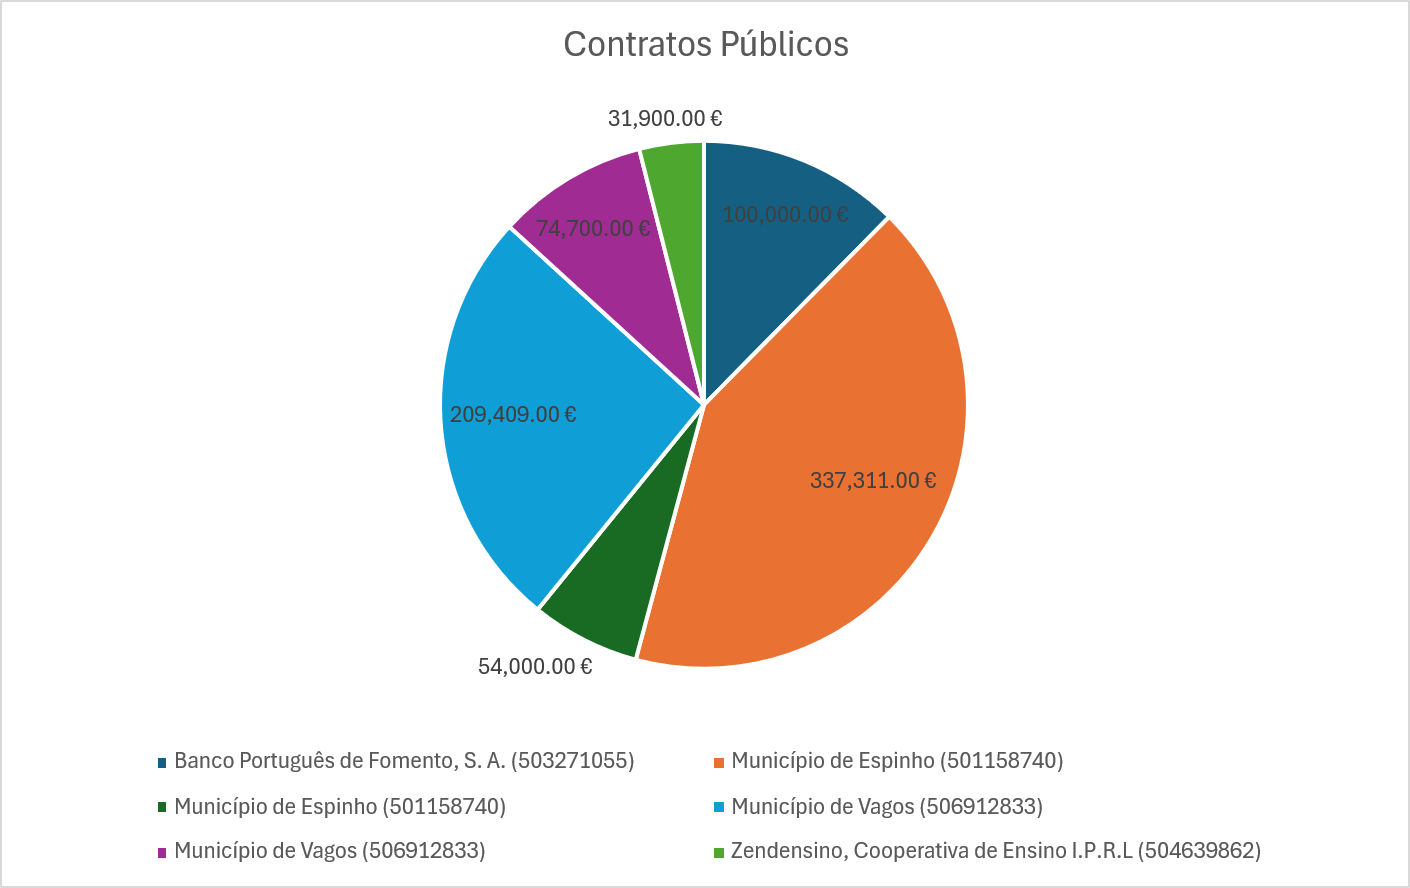 Contratos Públicos
31,900.00 €
100,000.00 €
74,700.00 €
209,409.00 €
337,311.00 €
54,000.00 €
Banco Português de Fomento, S. A. (503271055)
Município de Espinho (501158740)
Município de Espinho (501158740)
Município de Vagos (506912833)
Município de Vagos (506912833)
Zendensino, Cooperativa de Ensino I.P.R.L (504639862)